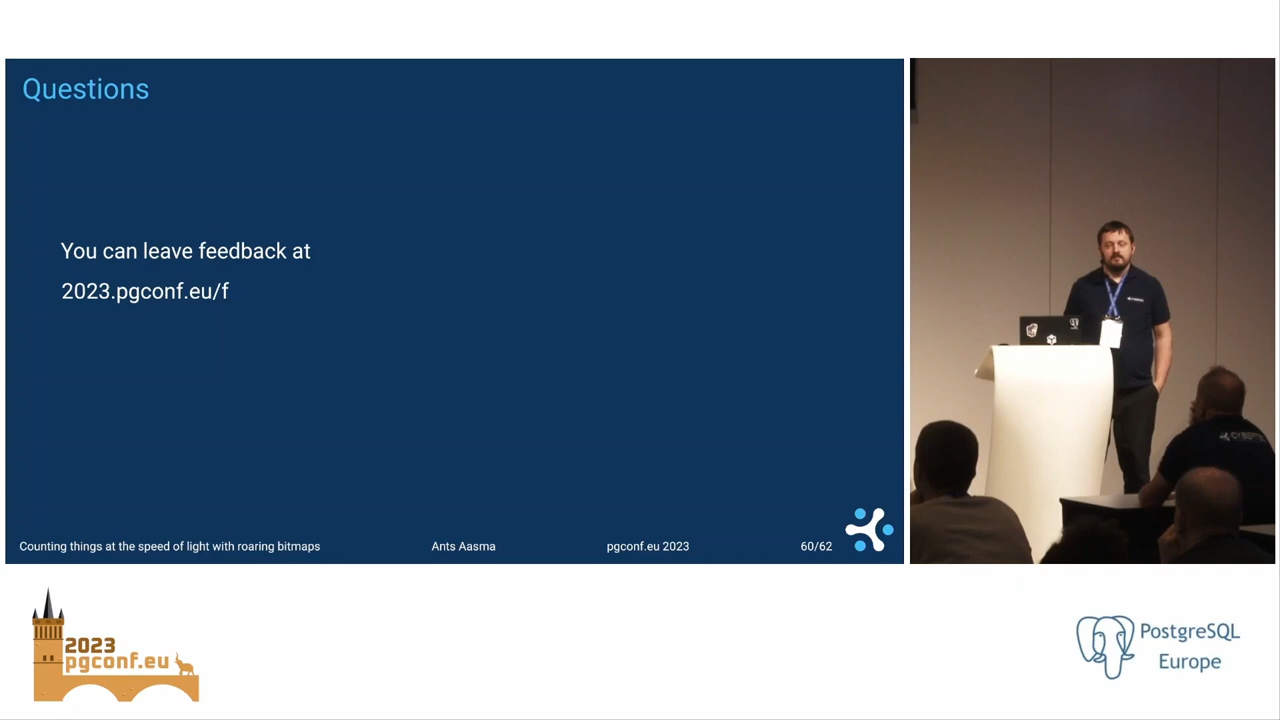 Questions
You can leave feedback at
2023.pgconf.eu/f
Counting things at the speed of light with roaring bitmaps
Ants Aasma
pgconf.eu 2023
60/62
2023
pgconf.eu
PostgreSQL
Europe